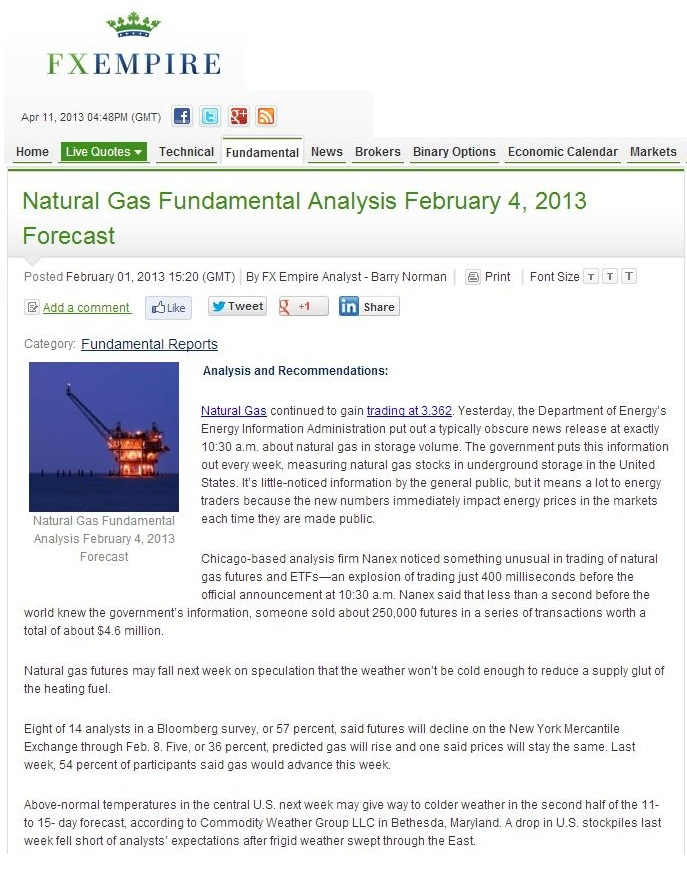 FXEMPIRE
Apr 11, 2013 04:48PM (GMT)
Home Live Quotes Technical Fundamental News Brokers Binary Options Economic Calendar Markets
Natural Gas Fundamental Analysis February 4, 2013
Forecast
Posted February 01, 2013 15:20 (GMT) | By FX Empire Analyst - Barry Norman | Print | Font Size T T T
Add a comment Like Tweet g +1 in Share
Category: Fundamental Reports
Natural Gas Fundamental
Analysis February 4, 2013
Forecast
Analysis and Recommendations:
Natural Gas continued to gain trading at 3.362. Yesterday, the Department of Energy's
Energy Information Administration put out a typically obscure news release at exactly
10:30 a.m. about natural gas in storage volume. The government puts this information
out every week, measuring natural gas stocks in underground storage in the United
States. It's little-noticed information by the general public, but it means a lot to energy
traders because the new numbers immediately impact energy prices in the markets
each time they are made public.
Chicago-based analysis firm Nanex noticed something unusual in trading of natural
gas futures and ETFs—an explosion of trading just 400 milliseconds before the
official announcement at 10:30 a.m. Nanex said that less than a second before the
world knew the government's information, someone sold about 250,000 futures in a series of transactions worth a
total of about $4.6 million.
Natural gas futures may fall next week on speculation that the weather won't be cold enough to reduce a supply glut of
the heating fuel.
Eight of 14 analysts in a Bloomberg survey, or 57 percent, said futures will decline on the New York Mercantile
Exchange through Feb. 8. Five, or 36 percent, predicted gas will rise and one said prices will stay the same. Last
week, 54 percent of participants said gas would advance this week.
Above-normal temperatures in the central U.S. next week may give way to colder weather in the second half of the 11-
to 15- day forecast, according to Commodity Weather Group LLC in Bethesda, Maryland. A drop in U.S. stockpiles last
week fell short of analysts' expectations after frigid weather swept through the East.